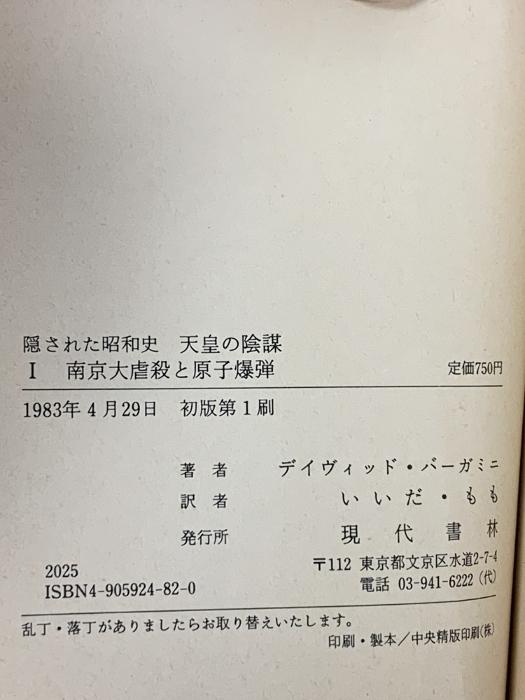 隠された昭和史 天皇の陰謀
I 南京大虐殺と原子爆弾 定価750円
1983年4月29日 初版第1刷
著者 デイヴィッド・バーガミニ
訳者 いいだ・もも
発行所 現代書林
〒112 東京都文京区水道2-7-4
電話 03-941-6222(代)
2025
ISBN4-905924-82-0
乱丁・落丁がありましたらお取り替えいたします。
印刷・製本/中央精版印刷(株)